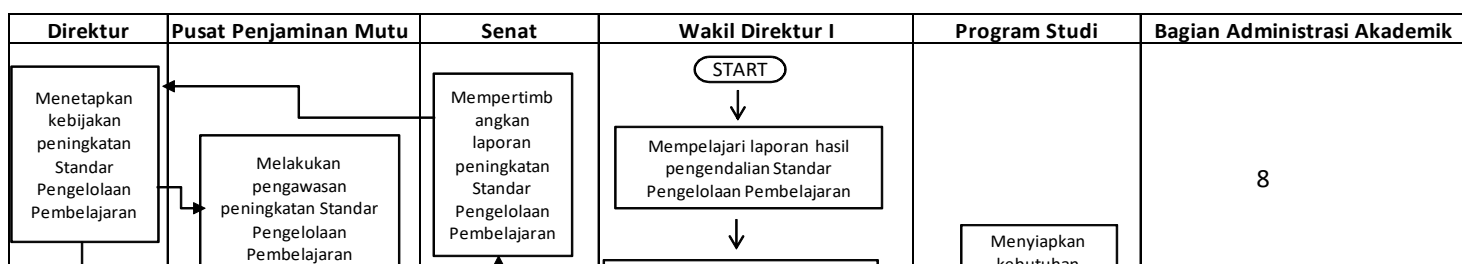 Direktur
Pusat Penjaminan Mutu
Senat
Wakil Direktur I
Program Studi
Bagian Administrasi Akademik
Menetapkan
kebijakan
peningkatan
Standar
Pengelolaan
Pembelajaran
Melakukan
pengawasan
peningkatan Standar
Pengelolaan
Pembelajaran
Mempertimb
angkan
laporan
peningkatan
Standar
Pengelolaan
Pembelajaran
START
Mempelajari laporan hasil
pengendalian Standar
Pengelolaan Pembelajaran
Menyiapkan
kebutuhan
8